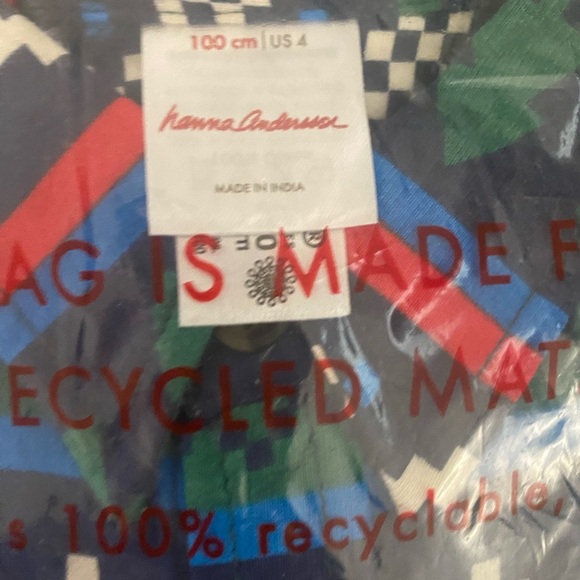 100 cm | US 4
hanna andersson
MADE IN INDIA
AG IS MADE F
ECYCLED MAT
s 100% recyclable,